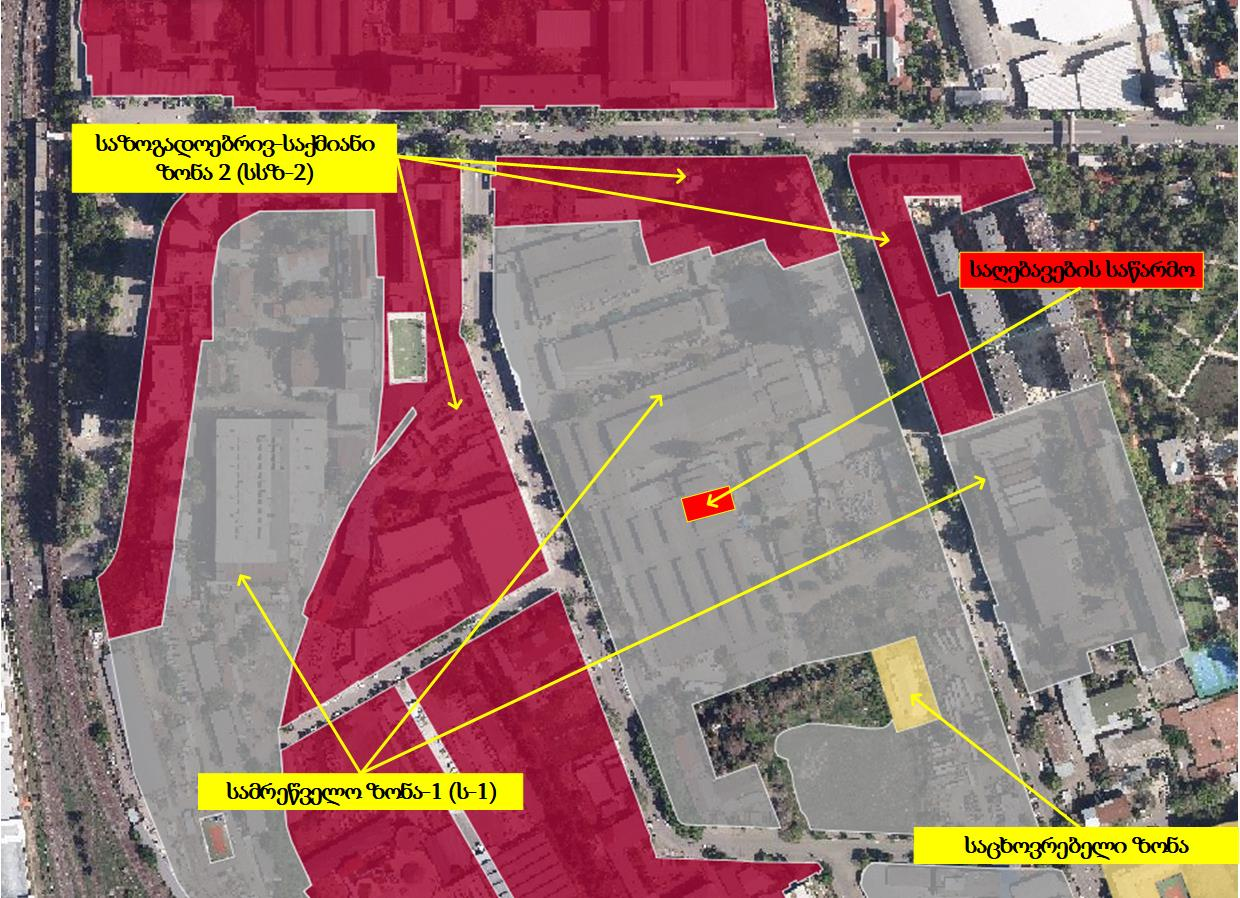 საზოგადოებრივ-საქმიანი
ზონა 2 (სსზ-2)
საღებავების საწარმო
სამრეწველო ზონა-1 (ს-1)
საცხოვრებელი ზონა